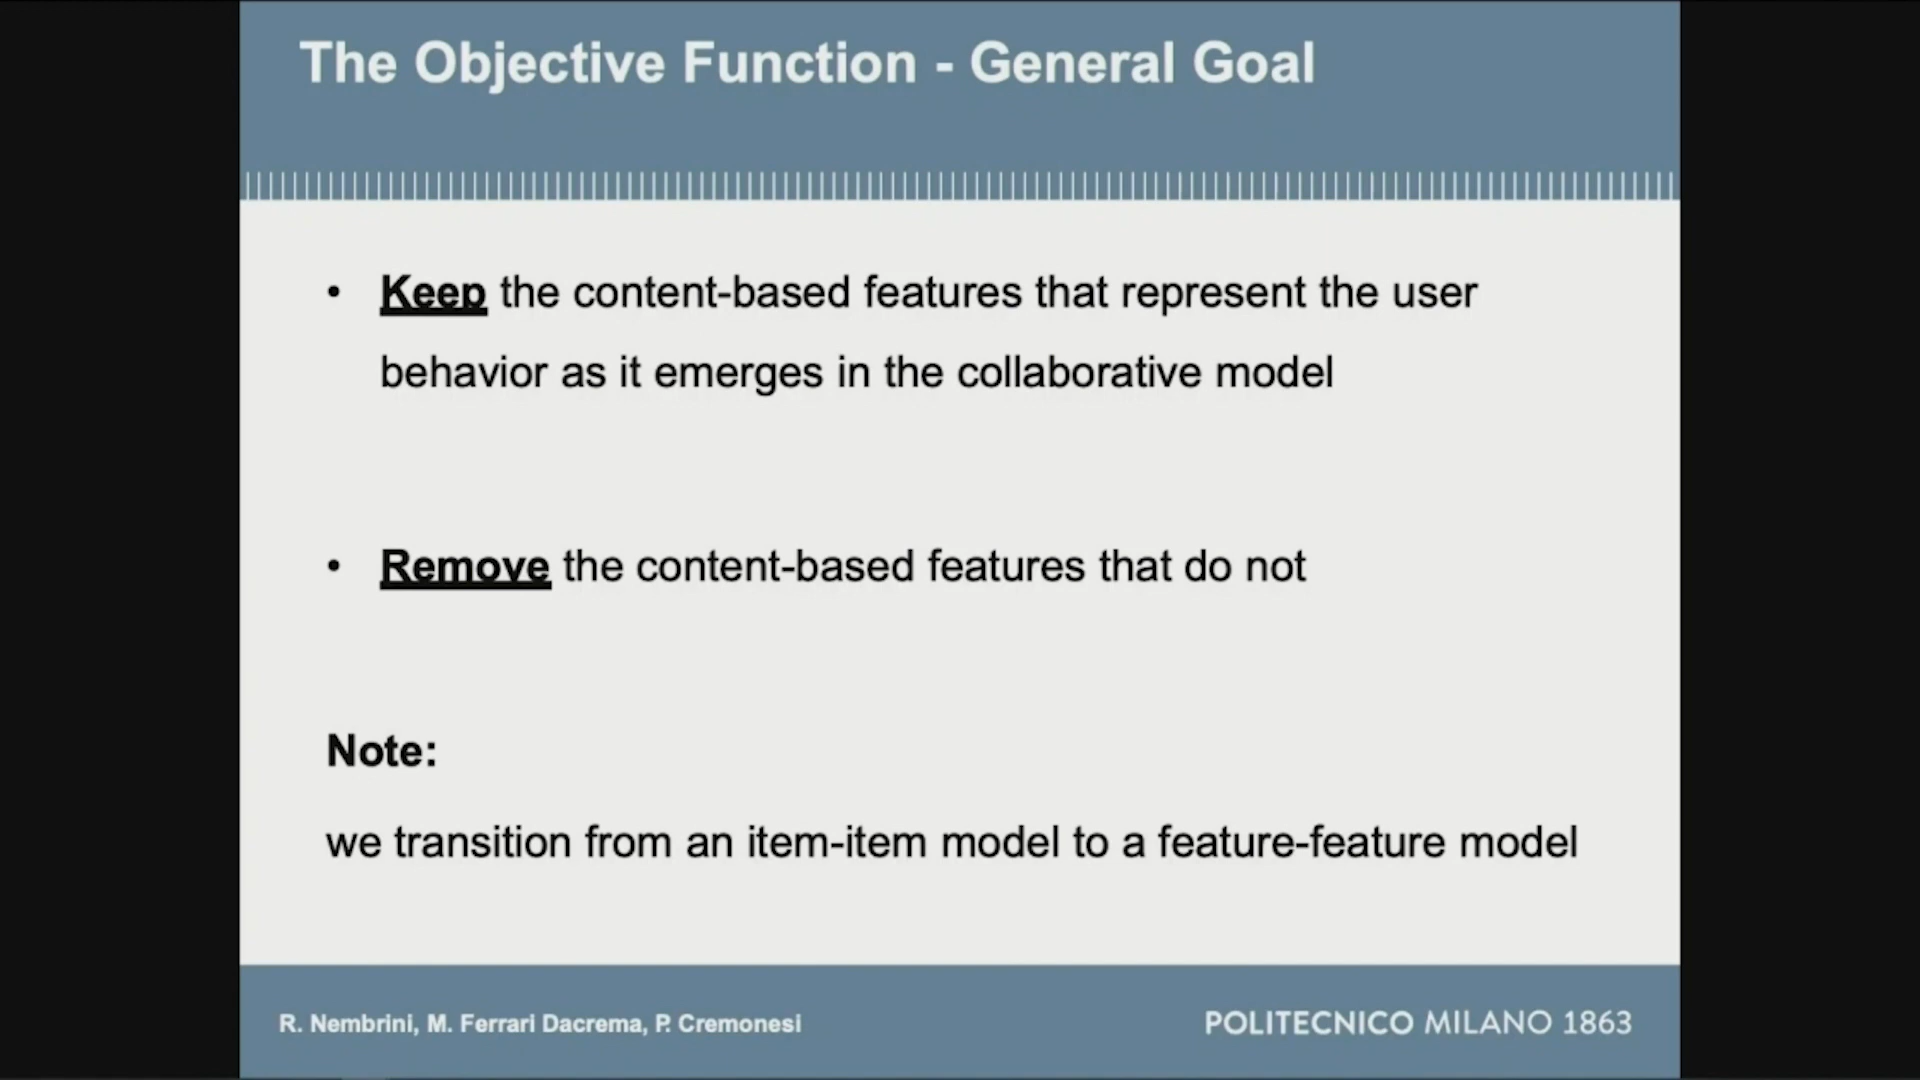 The Objective Function - General Goal
• Keep the content-based features that represent the user
behavior as it emerges in the collaborative model
• Remove the content-based features that do not
Note:
we transition from an item-item model to a feature-feature model
R. Nembrini, M. Ferrari Dacrema, P. Cremonesi
POLITECNICO MILANO 1863